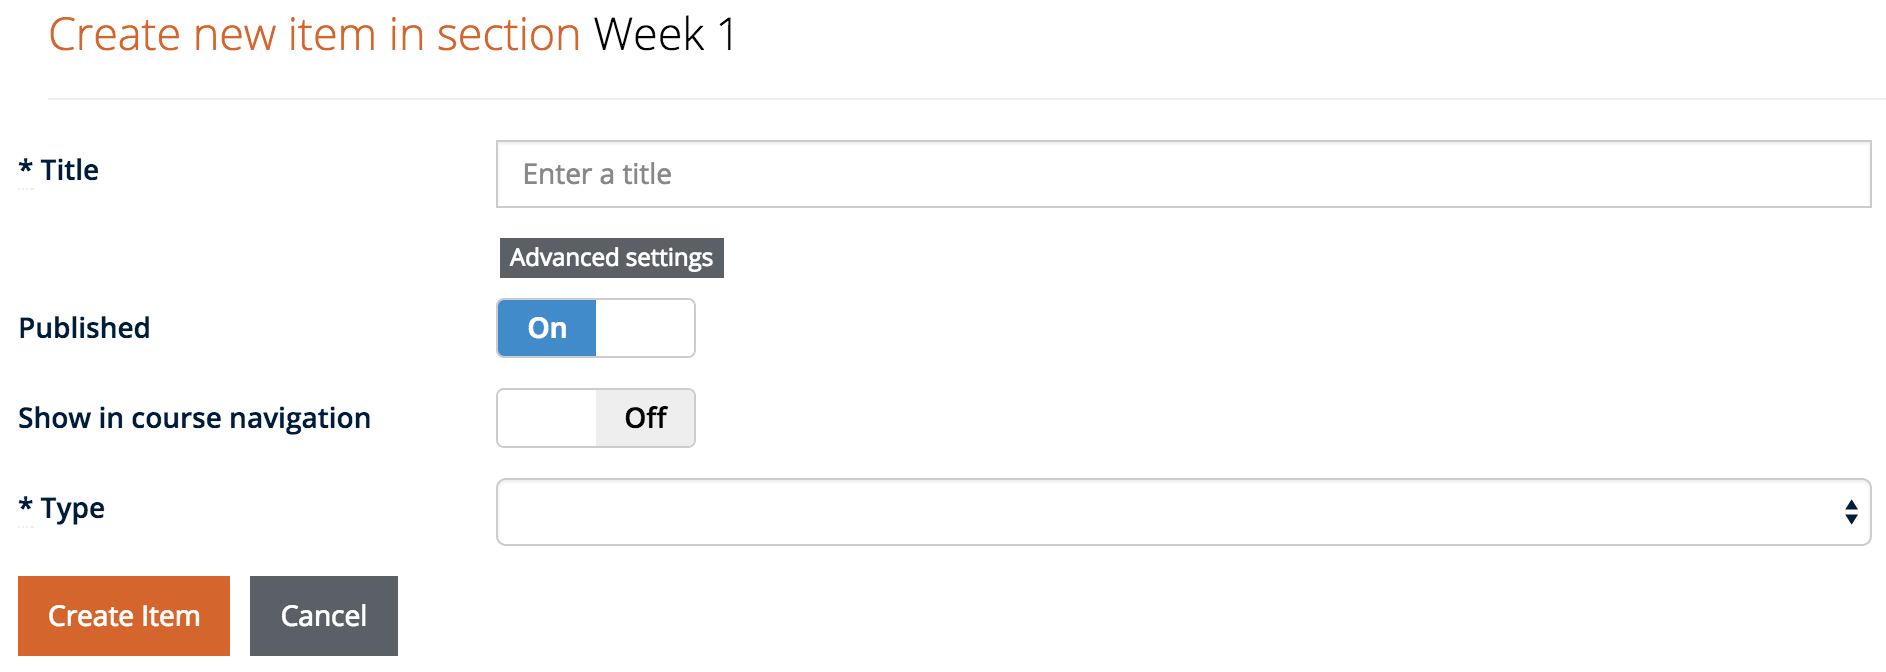 Create new item in section Week 1
* Title
Enter a title
Advanced settings
Published
On
Show in course navigation
Off
* Type
Create Item
Cancel